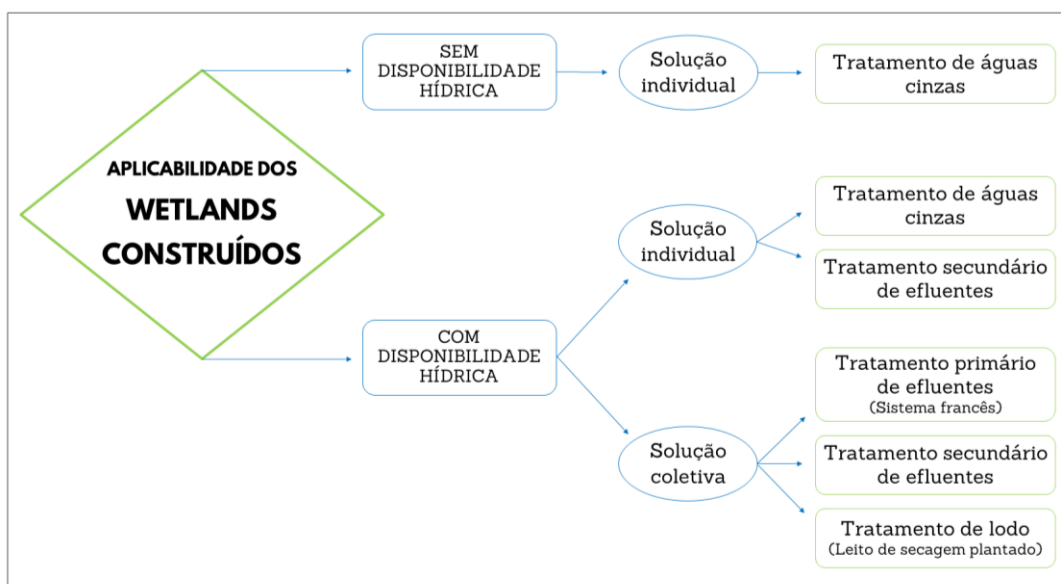 APLICABILIDADE DOS
WETLANDS
CONSTRUÍDOS
SEM
DISPONIBILIDADE
HÍDRICA
Solução
individual
Tratamento de águas
cinzas
COM
DISPONIBILIDADE
HÍDRICA
Solução
individual
Tratamento de águas
cinzas
Tratamento secundário
de efluentes
Solução
coletiva
Tratamento primário
de efluentes
(Sistema francês)
Tratamento secundário
de efluentes
Tratamento de lodo
(Leito de secagem plantado)